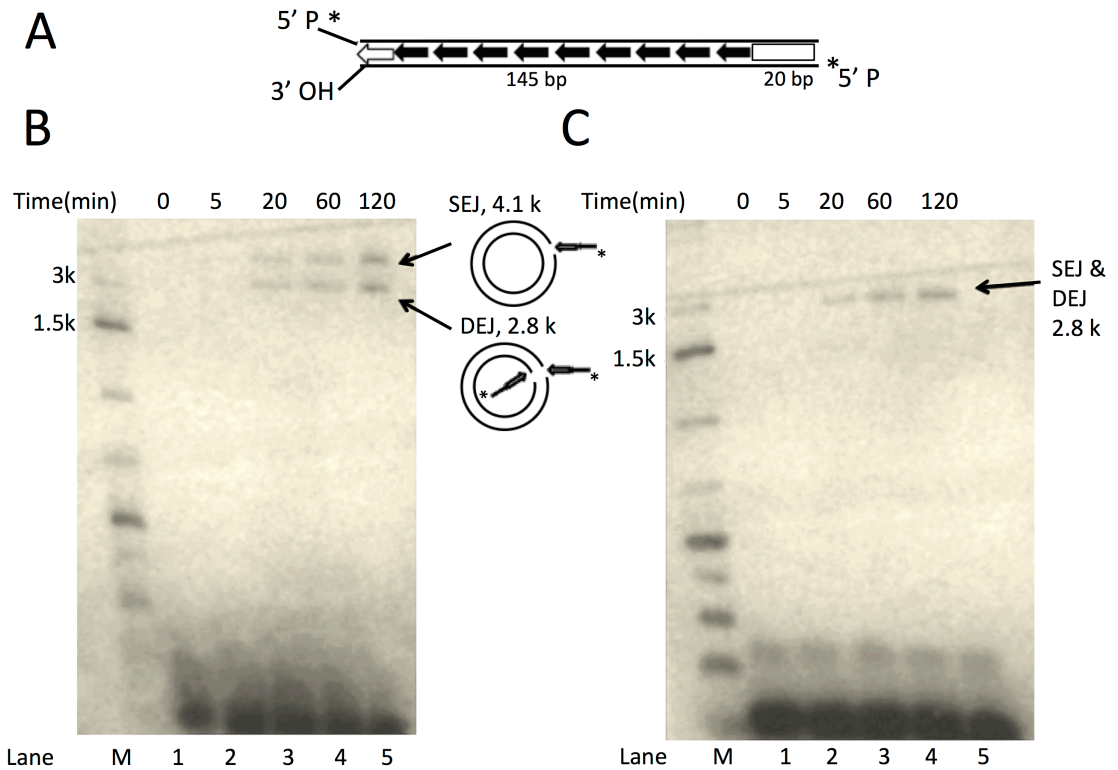 A
5’ P *
3’ OH
145 bp
20 bp
*5’ P
B
Time(min) 0 5 20 60 120
3k
1.5k
SEJ, 4.1 k
*
DEJ, 2.8 k
*
*
Lane M 1 2 3 4 5
C
Time(min) 0 5 20 60 120
3k
1.5k
SEJ &
DEJ
2.8 k
Lane M 1 2 3 4 5